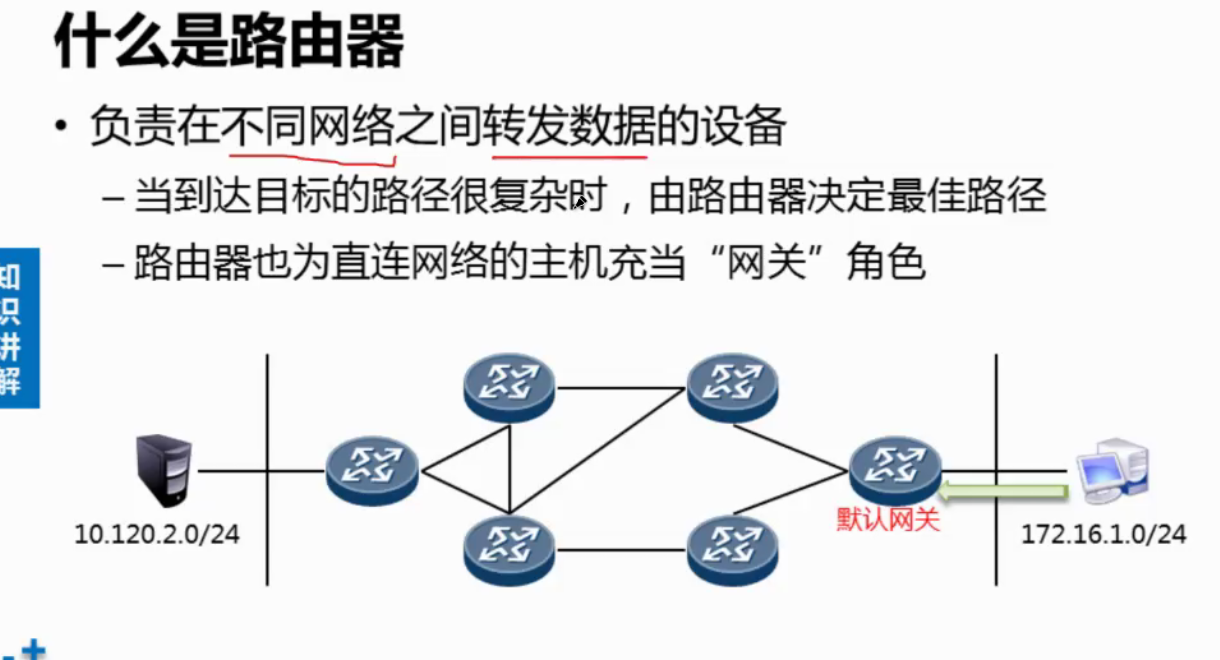 什么是路由器
• 负责在不同网络之间转发数据的设备
– 当到达目标的路径很复杂时，由路由器决定最佳路径
– 路由器也为直连网络的主机充当“网关”角色
知
识
讲
解
10.120.2.0/24
默认网关
172.16.1.0/24